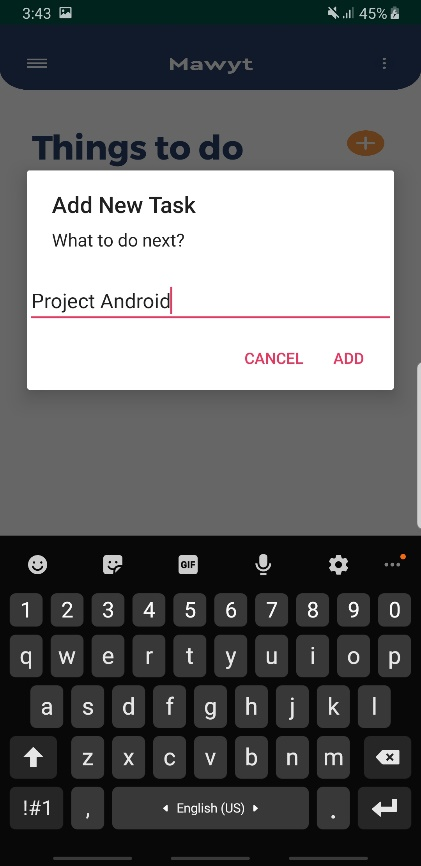 3:43 45%
Mawyt
Things to do
Add New Task
What to do next?
Project Android
CANCEL ADD
GIF
1 2 3 4 5 6 7 8 9 0
q w e r t y u i o p
a s d f g h j k l
z x c v b n m
!#1 , English (US) .